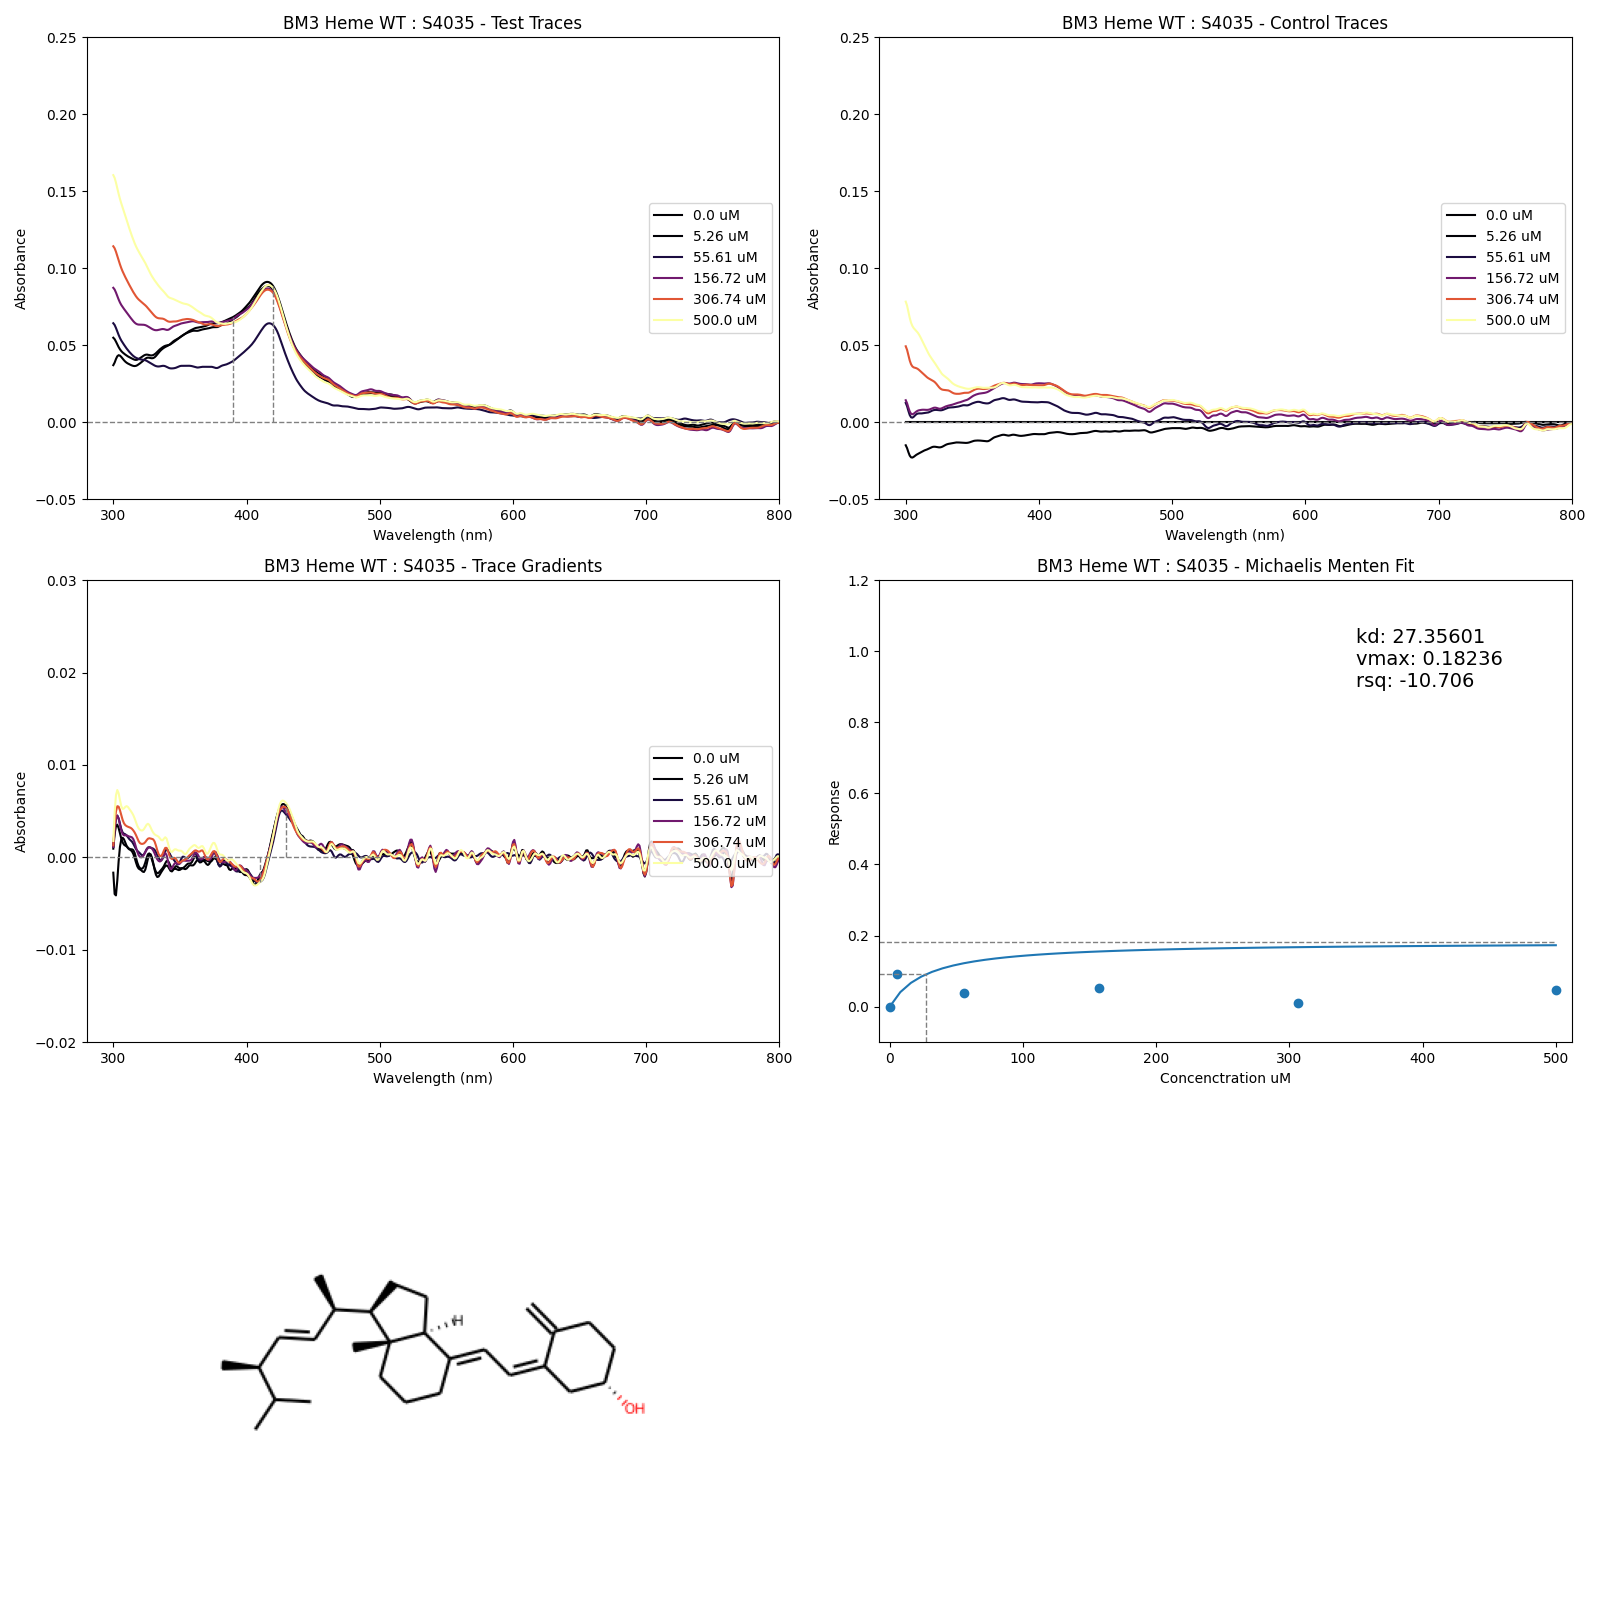 BM3 Heme WT : S4035 - Test Traces
0.25
0.20
0.15
0.10
0.05
0.00
−0.05
Absorbance
300 400 500 600 700 800
Wavelength (nm)
0.0 uM
5.26 uM
55.61 uM
156.72 uM
306.74 uM
500.0 uM
BM3 Heme WT : S4035 - Control Traces
0.25
0.20
0.15
0.10
0.05
0.00
−0.05
Absorbance
300 400 500 600 700 800
Wavelength (nm)
0.0 uM
5.26 uM
55.61 uM
156.72 uM
306.74 uM
500.0 uM
BM3 Heme WT : S4035 - Trace Gradients
0.03
0.02
0.01
0.00
−0.01
−0.02
Absorbance
300 400 500 600 700 800
Wavelength (nm)
0.0 uM
5.26 uM
55.61 uM
156.72 uM
306.74 uM
500.0 uM
BM3 Heme WT : S4035 - Michaelis Menten Fit
1.2
1.0
0.8
0.6
0.4
0.2
0.0
Response
0 100 200 300 400 500
Concenctration uM
kd: 27.35601
vmax: 0.18236
rsq: -10.706
H
OH